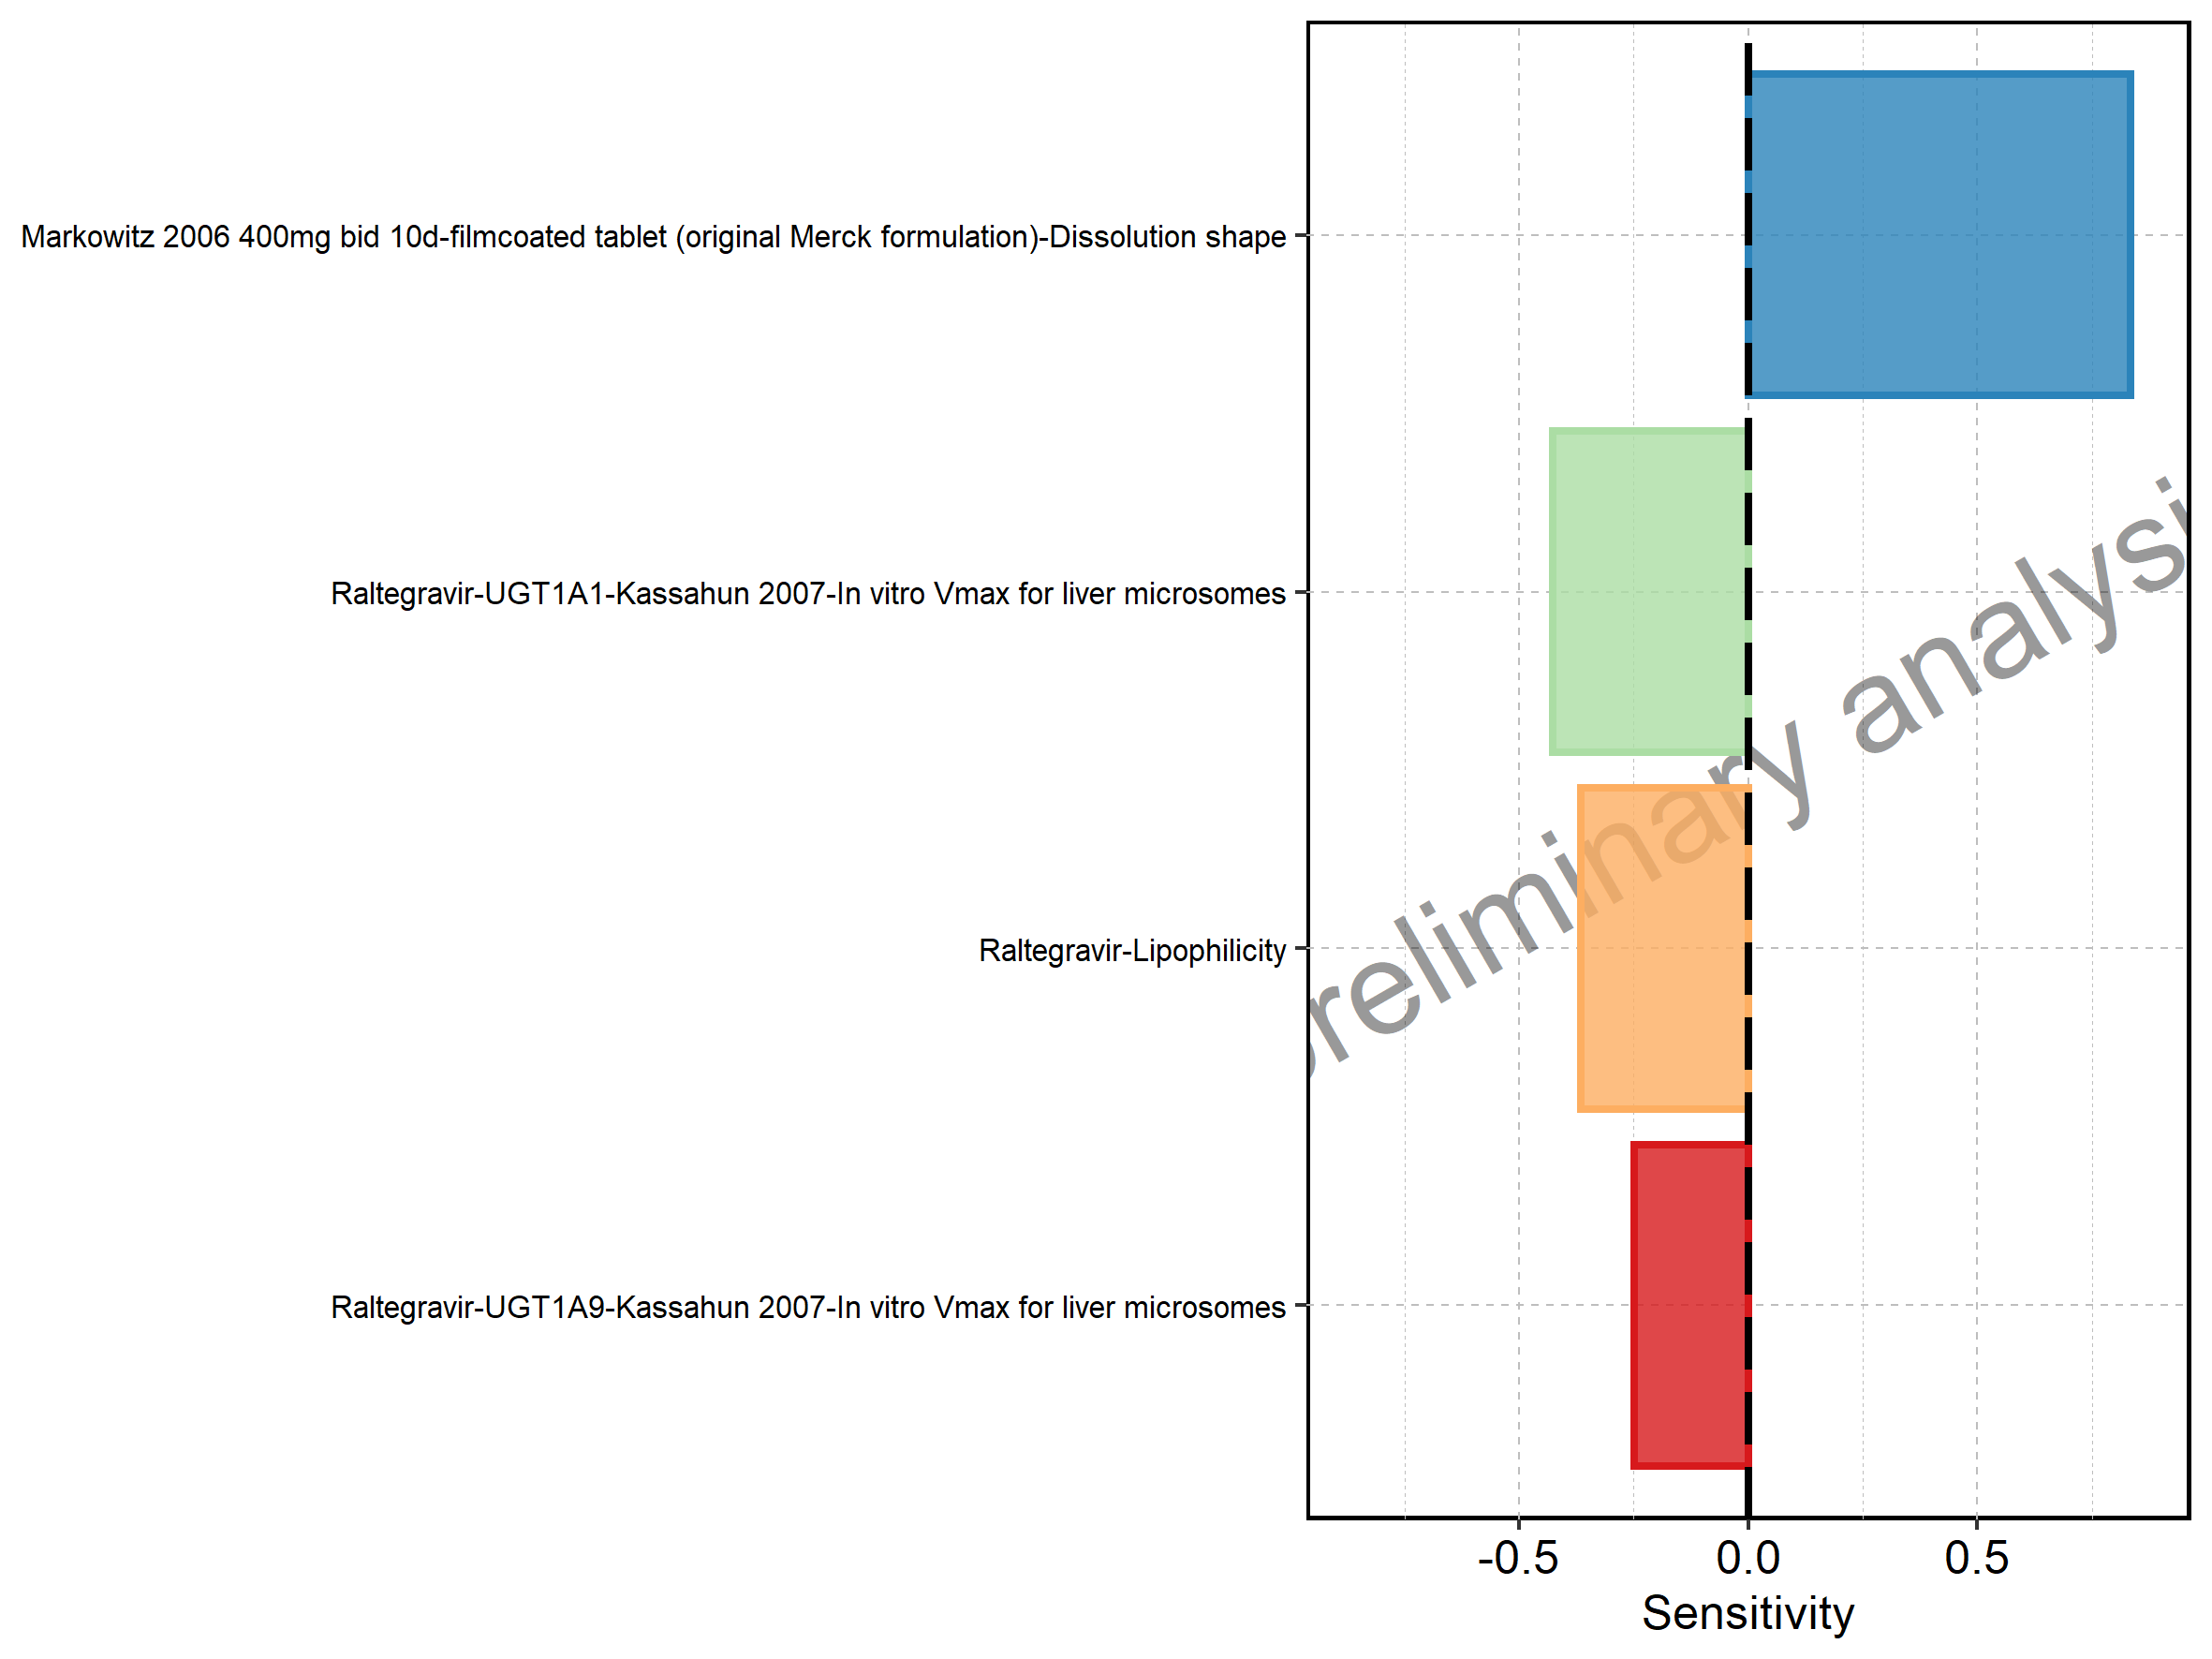 Markowitz 2006 400mg bid 10d-filmcoated tablet (original Merck formulation)-Dissolution shape
Raltegravir-UGT1A1-Kassahun 2007-In vitro Vmax for liver microsomes
Raltegravir-Lipophilicity
Raltegravir-UGT1A9-Kassahun 2007-In vitro Vmax for liver microsomes
preliminary analysi
-0.5 0.0 0.5
Sensitivity